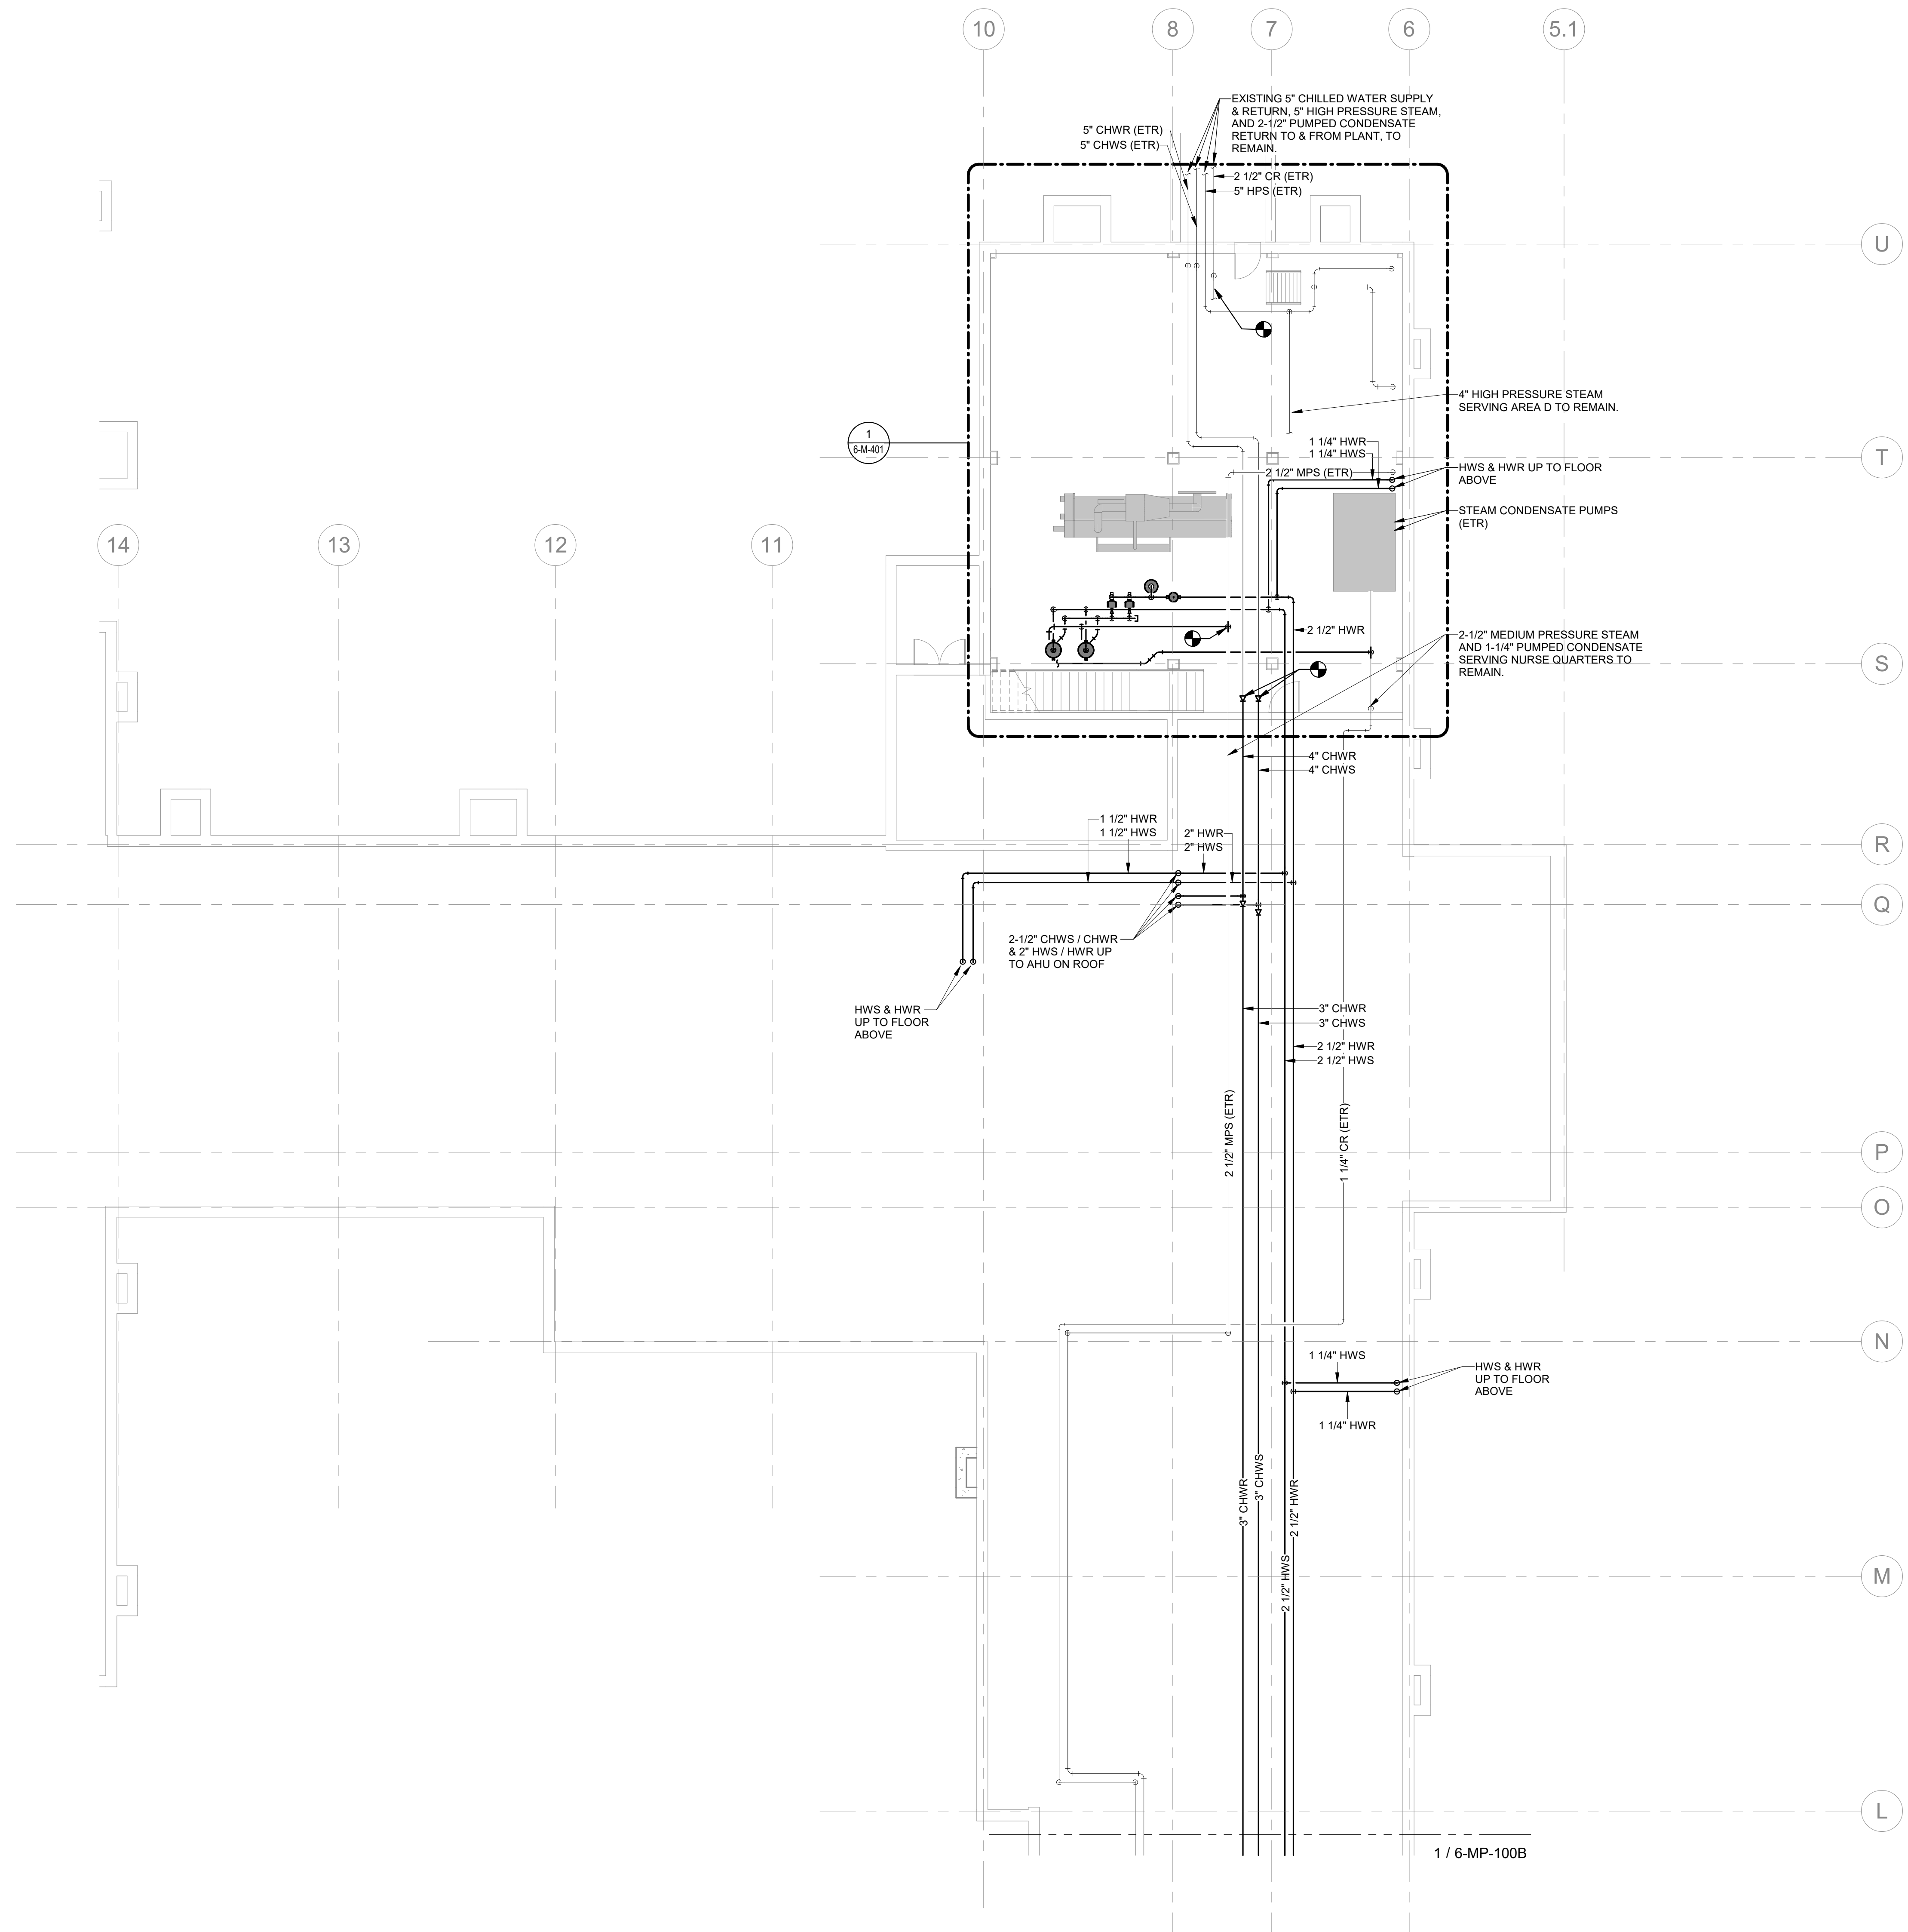 10
8
7
6
5.1
EXISTING 5" CHILLED WATER SUPPLY
& RETURN, 5" HIGH PRESSURE STEAM,
AND 2-1/2" PUMPED CONDENSATE
RETURN TO & FROM PLANT, TO
REMAIN.
5" CHWR (ETR)
5" CHWS (ETR)
2 1/2" CR (ETR)
5" HPS (ETR)
U
4" HIGH PRESSURE STEAM
SERVING AREA D TO REMAIN.
1
6-M-401
1 1/4" HWR
1 1/4" HWS
T
2 1/2" MPS (ETR)
HWS & HWR UP TO FLOOR
ABOVE
STEAM CONDENSATE PUMPS
(ETR)
14
13
12
11
2 1/2" HWR
2-1/2" MEDIUM PRESSURE STEAM
AND 1-1/4" PUMPED CONDENSATE
SERVING NURSE QUARTERS TO
REMAIN.
S
4" CHWR
4" CHWS
1 1/2" HWR
1 1/2" HWS
2" HWR
2" HWS
R
Q
2-1/2" CHWS / CHWR
& 2" HWS / HWR UP
TO AHU ON ROOF
HWS & HWR
UP TO FLOOR
ABOVE
3" CHWR
3" CHWS
2 1/2" HWR
2 1/2" HWS
2 1/2" MPS (ETR)
1 1/4" CR (ETR)
P
O
N
1 1/4" HWS
HWS & HWR
UP TO FLOOR
ABOVE
1 1/4" HWR
3" CHWR
3" CHWS
2 1/2" HWR
2 1/2" HWS
M
L
1 / 6-MP-100B